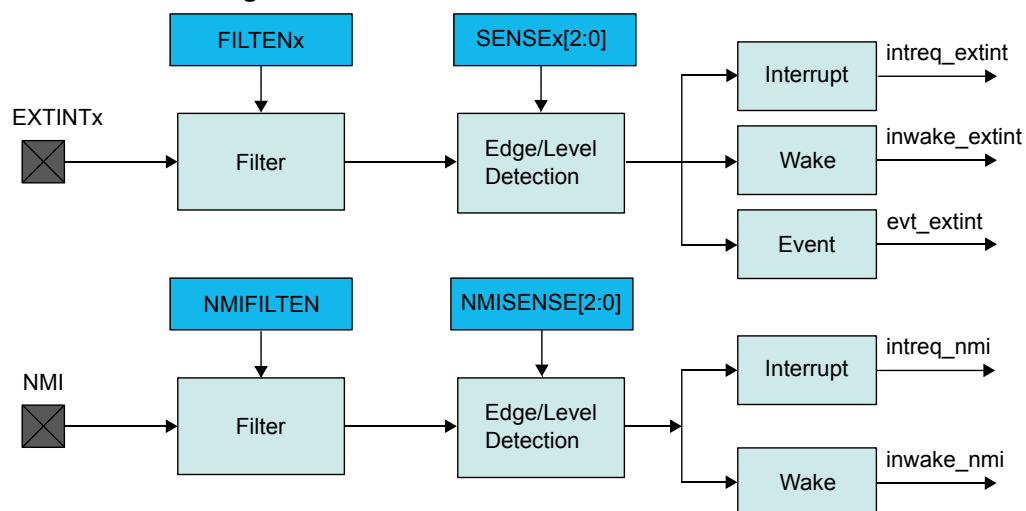 FILTENx
SENSEx[2:0]
intreq_extint
Interrupt
EXTINTx
Filter
Edge/Level
Detection
inwake_extint
Wake
evt_extint
Event
NMIFILTEN
NMISENSE[2:0]
intreq_nmi
Interrupt
NMI
Filter
Edge/Level
Detection
inwake_nmi
Wake